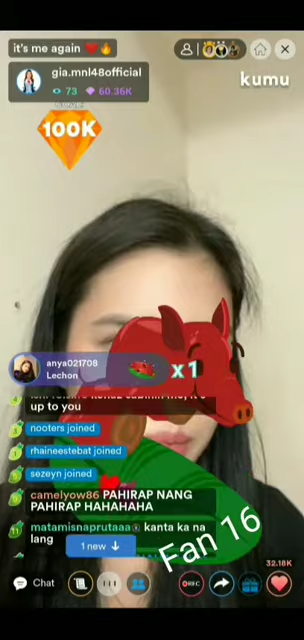 it's me again ❤️🔥
kumu
gia.mnl48official
73 60.36K
100K
anya021708
Lechon
x 1
up to you
nooters joined
rhaineestebat joined
sezeyn joined
camelyow86 PAHIRAP NANG
PAHIRAP HAHAHAHA
matamisnaprutaaa kanta ka na
lang
1 new ↓
Fan 16
32.18K
Chat
REC